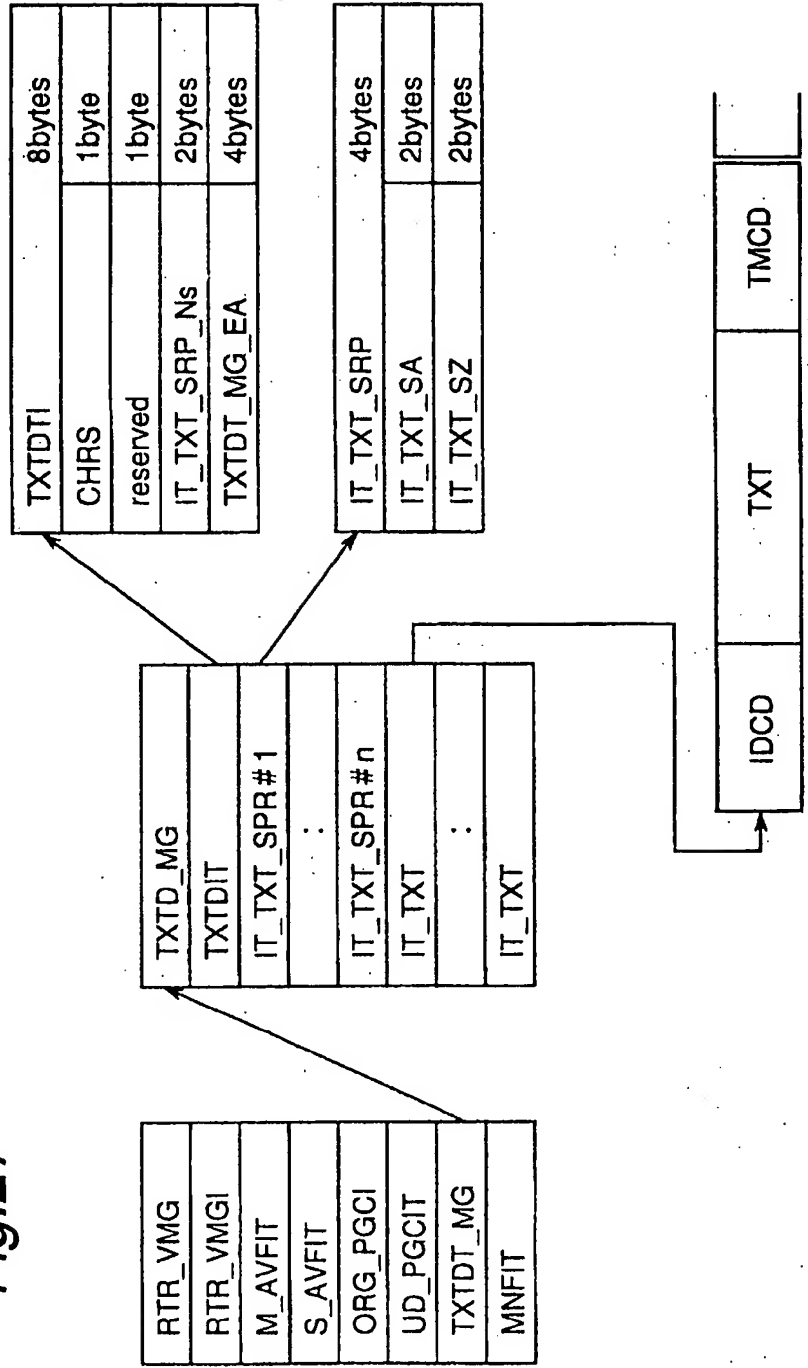 Fig.27
RTR_VMG
RTR_VMGI
M_AVFIT
S_AVFIT
ORG_PGCI
UD_PGCIT
TXTDT_MG
MNFIT
TXTD_MG
TXTDIT
IT_TXT_SPR#1
:
IT_TXT_SPR#n
IT_TXT
:
IT_TXT
TXTDTI 8bytes
CHRS 1byte
reserved 1byte
IT_TXT_SRP_Ns 2bytes
TXTDT_MG_EA 4bytes
IT_TXT_SRP 4bytes
IT_TXT_SA 2bytes
IT_TXT_SZ 2bytes
IDCD TXT TMCD